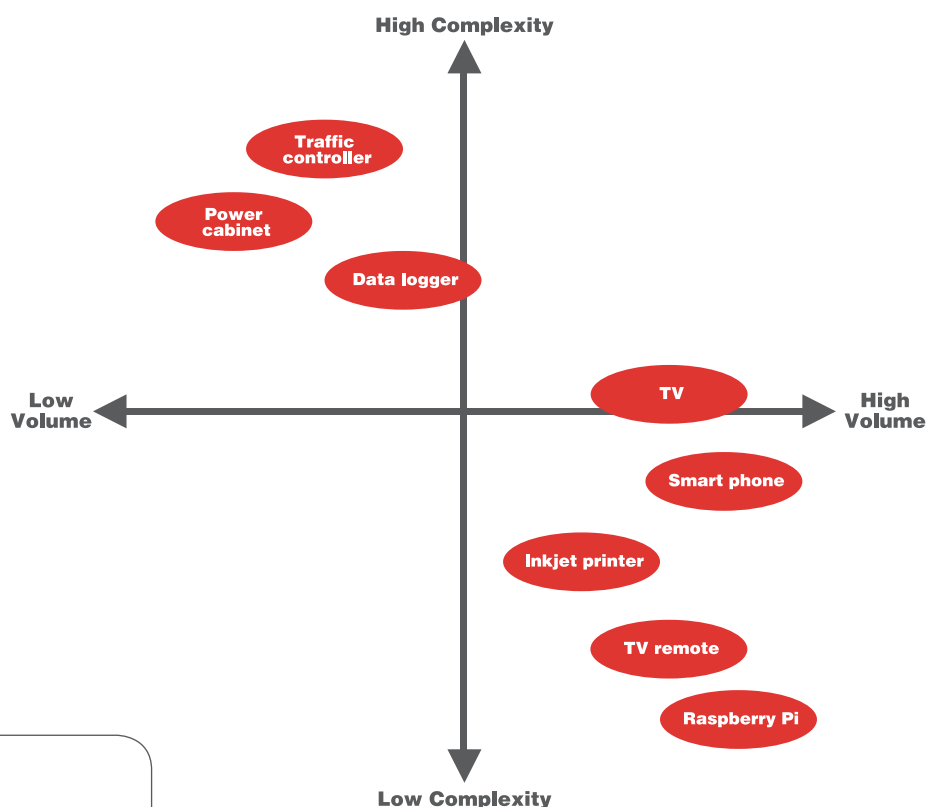 High Complexity
Traffic
controller
Power
cabinet
Data logger
TV
Low
Volume
High
Volume
Smart phone
Inkjet printer
TV remote
Raspberry Pi
Low Complexity